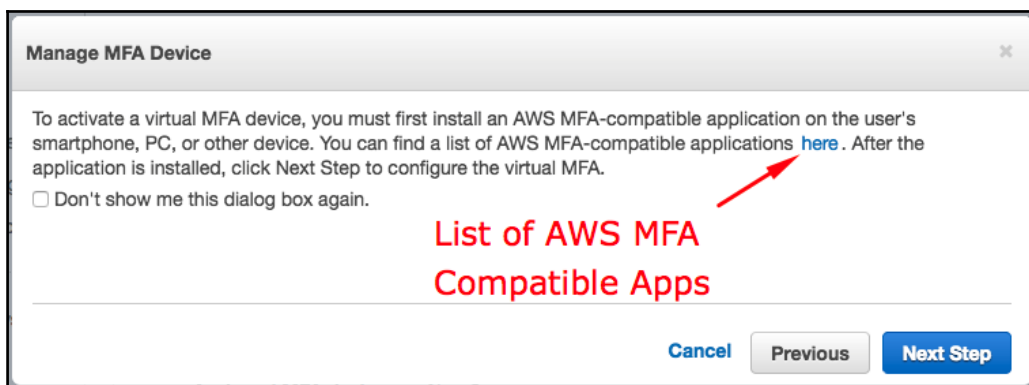 Manage MFA Device
To activate a virtual MFA device, you must first install an AWS MFA-compatible application on the user's
smartphone, PC, or other device. You can find a list of AWS MFA-compatible applications here. After the
application is installed, click Next Step to configure the virtual MFA.
Don't show me this dialog box again.
List of AWS MFA
Compatible Apps
Cancel Previous Next Step